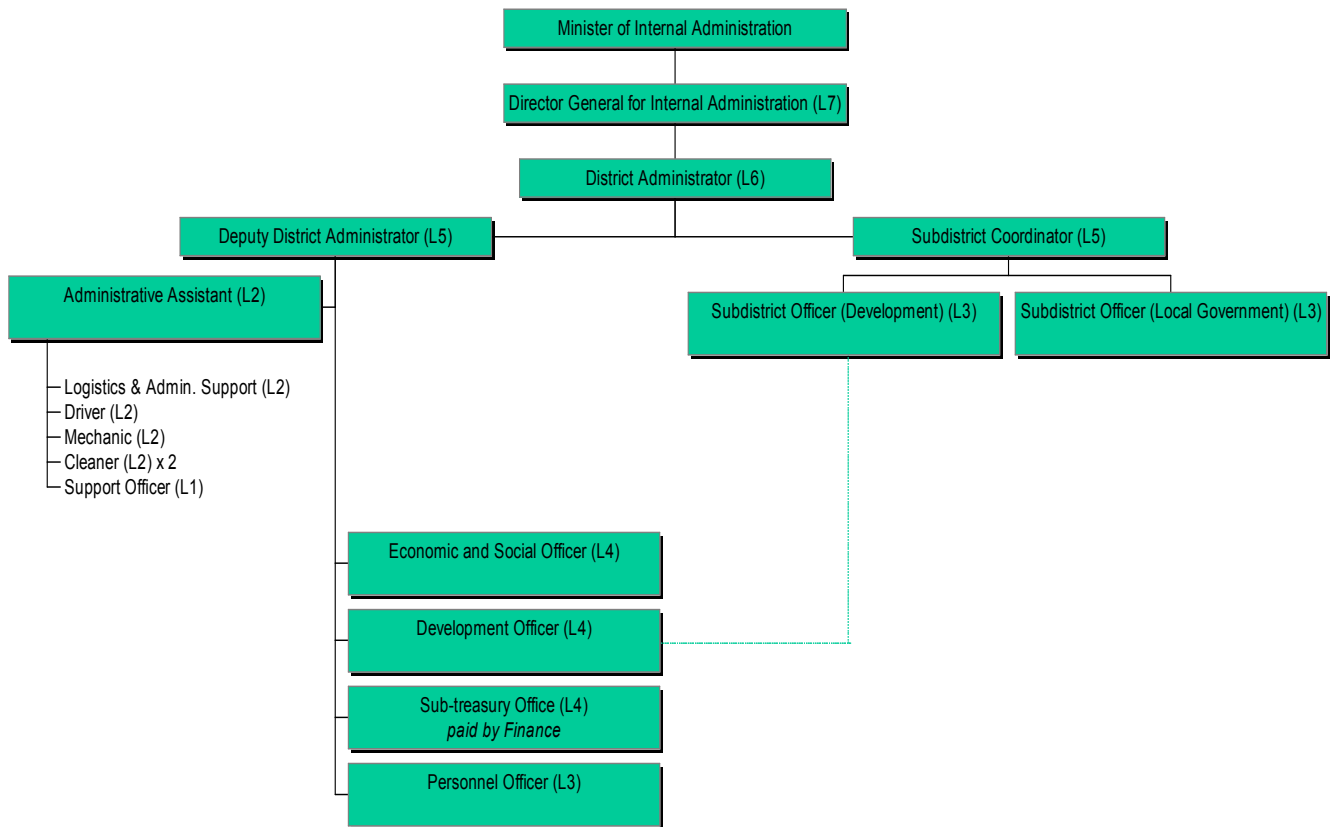 Minister of Internal Administration
Director General for Internal Administration (L7)
District Administrator (L6)
Deputy District Administrator (L5)
Subdistrict Coordinator (L5)
Administrative Assistant (L2)
Subdistrict Officer (Development) (L3)
Subdistrict Officer (Local Government) (L3)
Logistics & Admin. Support (L2)
Driver (L2)
Mechanic (L2)
Cleaner (L2) x 2
Support Officer (L1)
Economic and Social Officer (L4)
Development Officer (L4)
Sub-treasury Office (L4)
paid by Finance
Personnel Officer (L3)